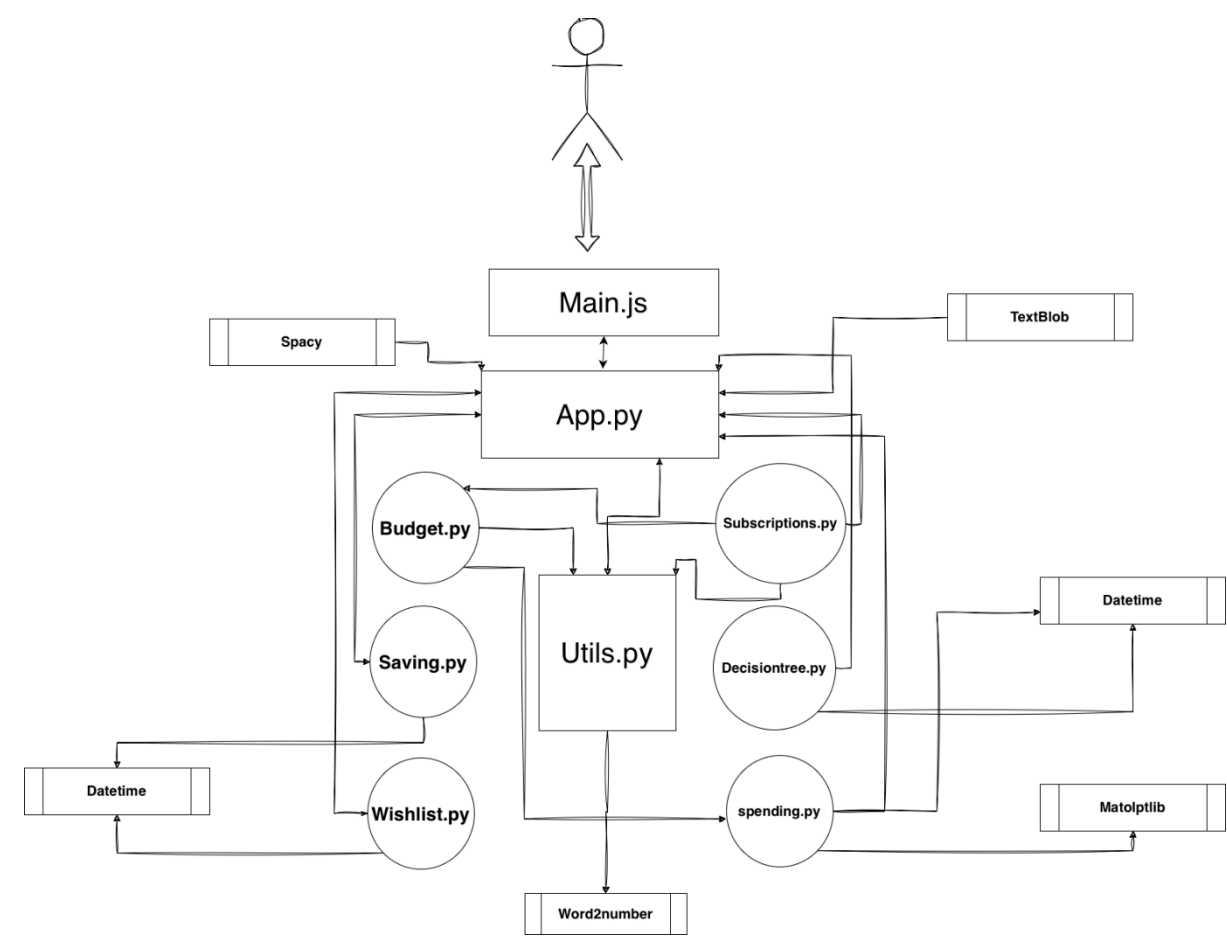 Main.js
Spacy
TextBlob
App.py
Budget.py
Subscriptions.py
Datetime
Utils.py
Saving.py
Decisiontree.py
Datetime
Matolptlib
Wishlist.py
spending.py
Word2number